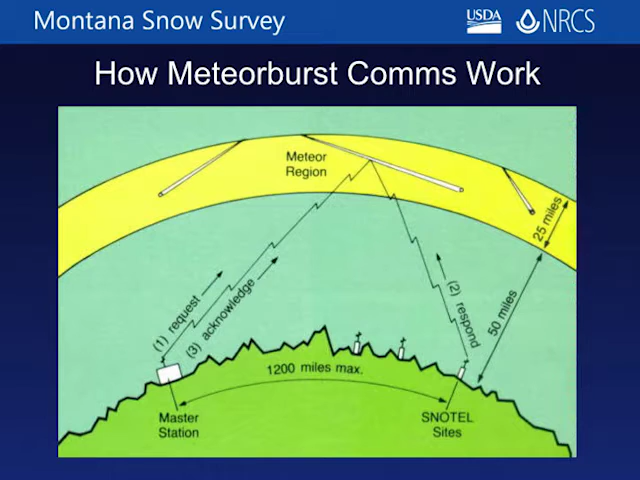 Montana Snow Survey
USDA
NRCS
How Meteorburst Comms Work
Meteor
Region
25 miles
(1) request
(3) acknowledge
(2) respond
50 miles
1200 miles max.
Master
Station
SNOTEL
Sites